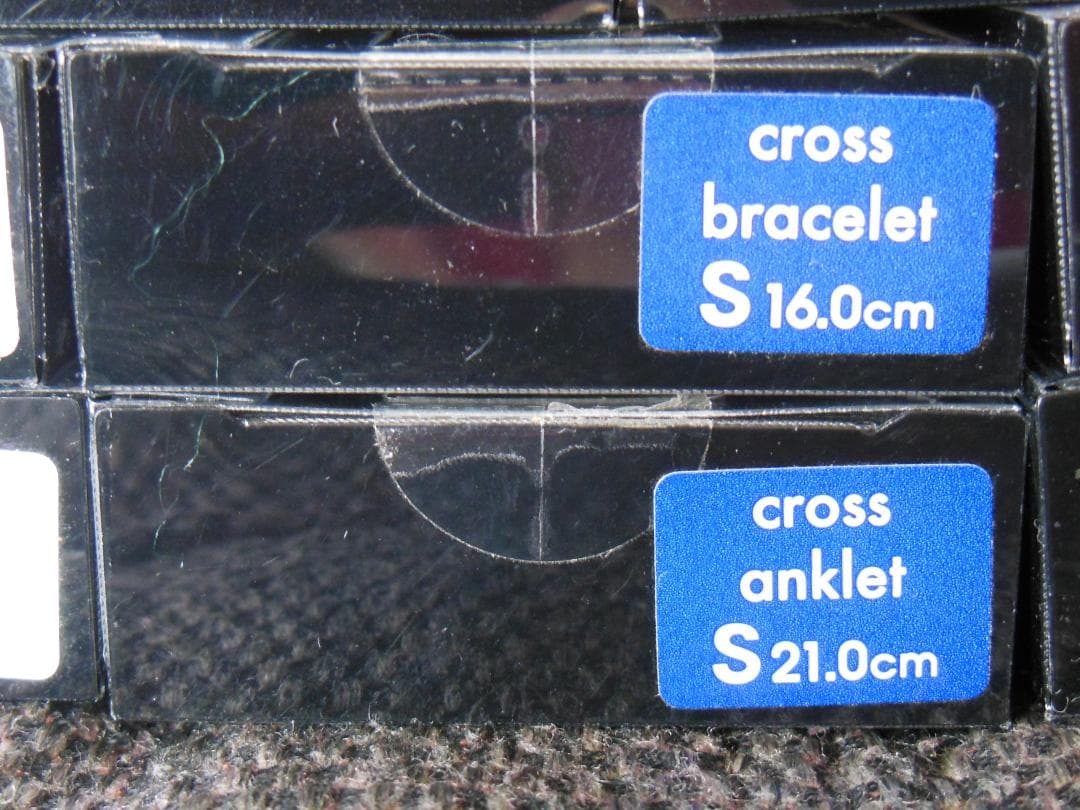 cross
bracelet
S 16.0cm
cross
anklet
S 21.0cm